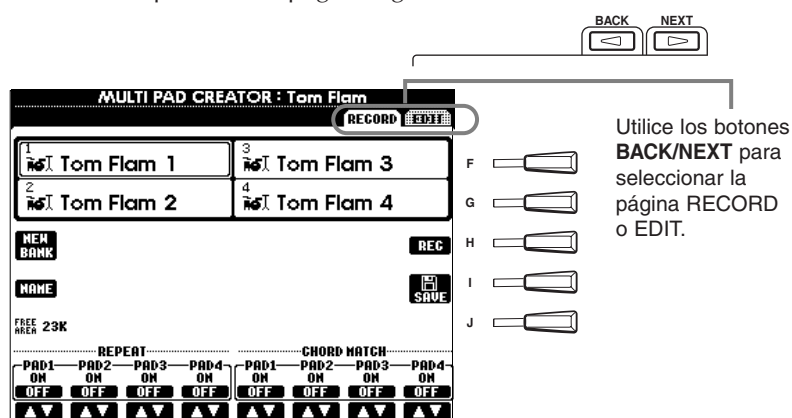 BACK NEXT
MULTI PAD CREATOR : Tom Flam
RECORD EDIT
1 Tom Flam 1
3 Tom Flam 3
2 Tom Flam 2
4 Tom Flam 4
NEW
BANK
REC
NAME
SAVE
FREE
AREA 23K
REPEAT
CHORD MATCH
PAD1 PAD2 PAD3 PAD4 PAD1 PAD2 PAD3 PAD4
ON ON ON ON ON ON ON ON
OFF OFF OFF OFF OFF OFF OFF OFF
F
G
H
I
J
Utilice los botones
BACK/NEXT para
seleccionar la
página RECORD
o EDIT.